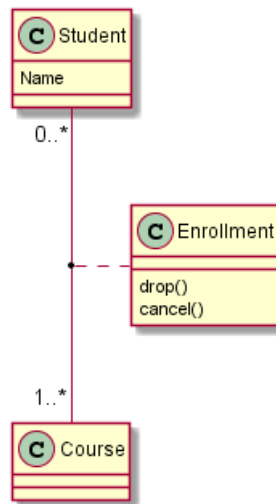 C Student
Name
0..*
C Enrollment
drop()
cancel()
1..*
C Course